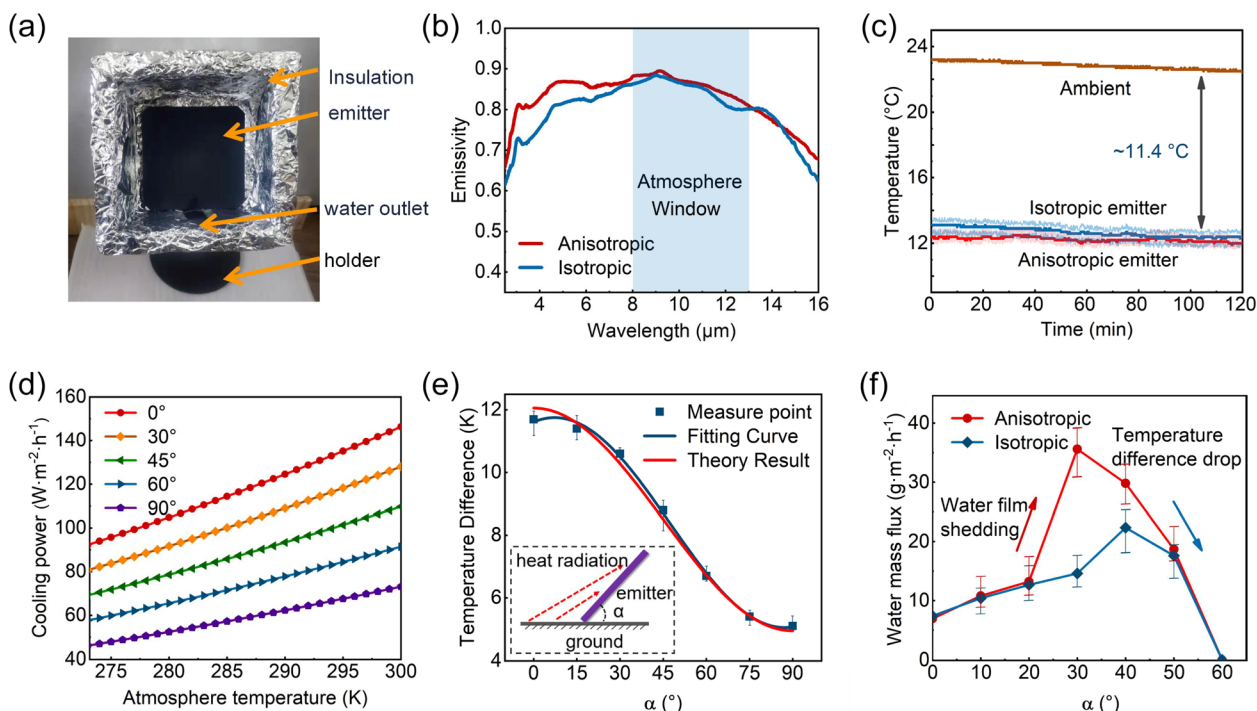 (a)
Insulation
emitter
water outlet
holder
(b)
1.0
0.9
0.8
0.7
0.6
0.5
0.4
Emissivity
Atmosphere
Window
Anisotropic
Isotropic
4 6 8 10 12 14 16
Wavelength (μm)
(c)
24
20
16
12
Temperature (°C)
Ambient
~11.4 °C
Isotropic emitter
Anisotropic emitter
0 20 40 60 80 100 120
Time (min)
(d)
160
140
120
100
80
60
40
Cooling power (W·m⁻²·h⁻¹)
0°
30°
45°
60°
90°
275 280 285 290 295 300
Atmosphere temperature (K)
(e)
12
10
8
6
4
Temperature Difference (K)
Measure point
Fitting Curve
Theory Result
heat radiation
emitter
α
ground
0 15 30 45 60 75 90
α (°)
(f)
40
30
20
10
0
Water mass flux (g·m⁻²·h⁻¹)
Anisotropic
Isotropic
Temperature
difference drop
Water film
shedding
0 10 20 30 40 50 60
α (°)